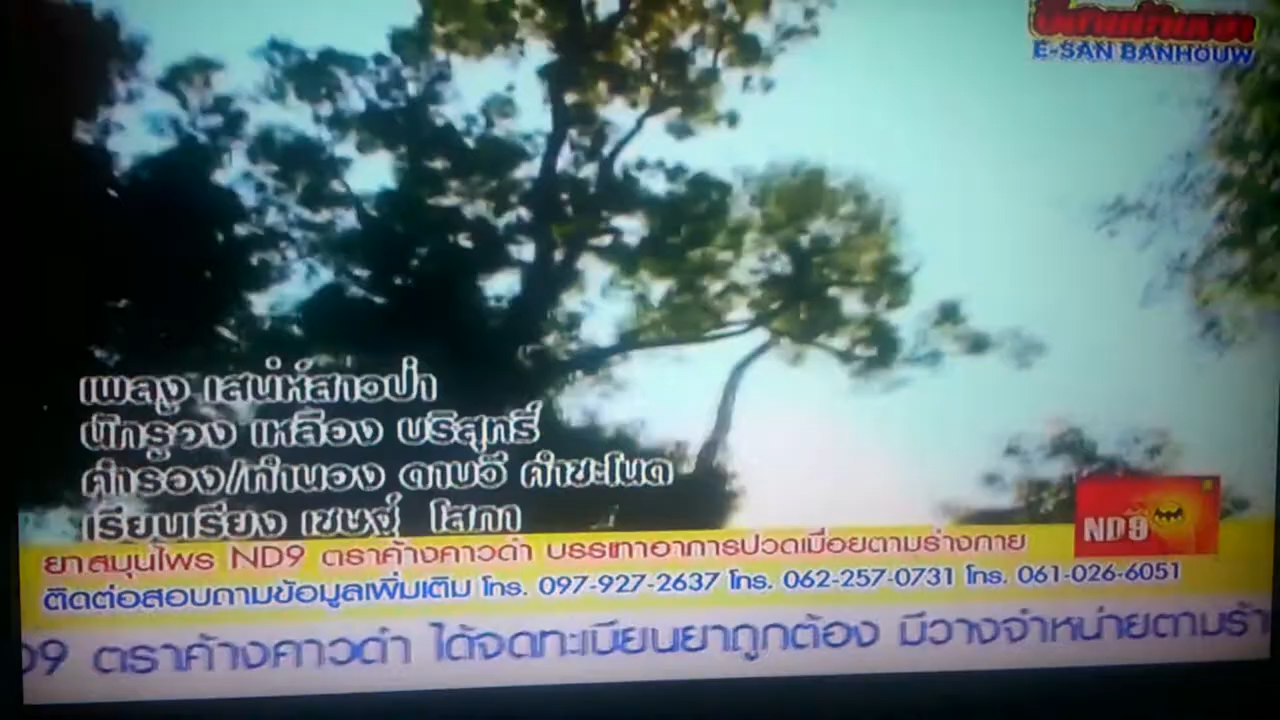 E-SAN BANHOUW
เพลง เสน่ห์สาวป่า
นักร้อง เหลือง บริสุทธิ์
คำร้อง/ทำนอง ดาบวี คำชะโนด
เรียบเรียง เชษฐ์ โสภา
ND9
ยาสมุนไพร ND9 ตราค้างคาวดำ บรรเทาอาการปวดเมื่อยตามร่างกาย
ติดต่อสอบถามข้อมูลเพิ่มเติม โทร. 097-927-2637 โทร. 062-257-0731 โทร. 061-026-6051
D9 ตราค้างคาวดำ ได้จดทะเบียนยาถูกต้อง มีวางจำหน่ายตามร้า